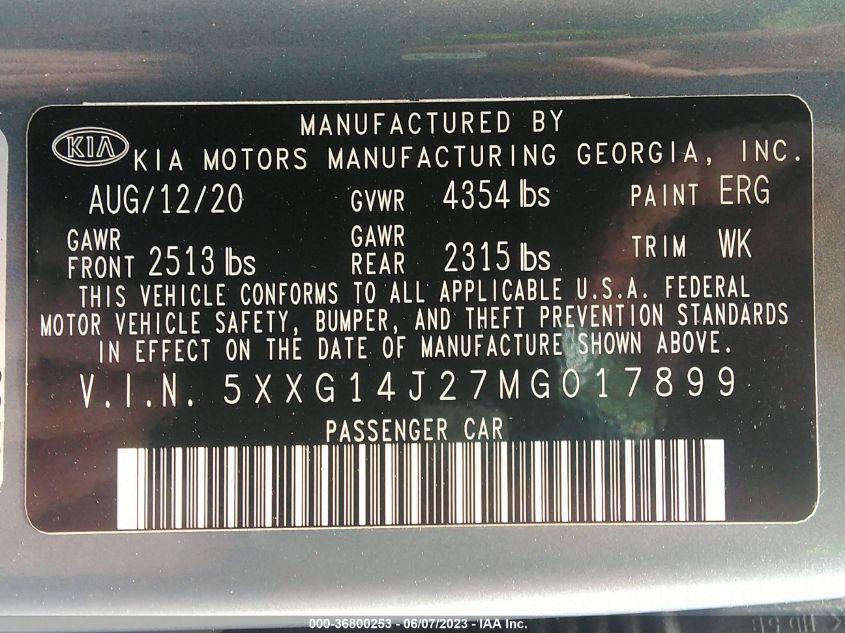 MANUFACTURED BY
KIA KIA MOTORS MANUFACTURING GEORGIA, INC.
AUG/12/20 GVWR 4354 lbs PAINT ERG
GAWR FRONT 2513 lbs GAWR REAR 2315 lbs TRIM WK
THIS VEHICLE CONFORMS TO ALL APPLICABLE U.S.A. FEDERAL
MOTOR VEHICLE SAFETY, BUMPER, AND THEFT PREVENTION STANDARDS
IN EFFECT ON THE DATE OF MANUFACTURE SHOWN ABOVE.
V.I.N. 5XXG14J27MG017899
PASSENGER CAR
000-36800253 - 06/07/2023 - IAA Inc.